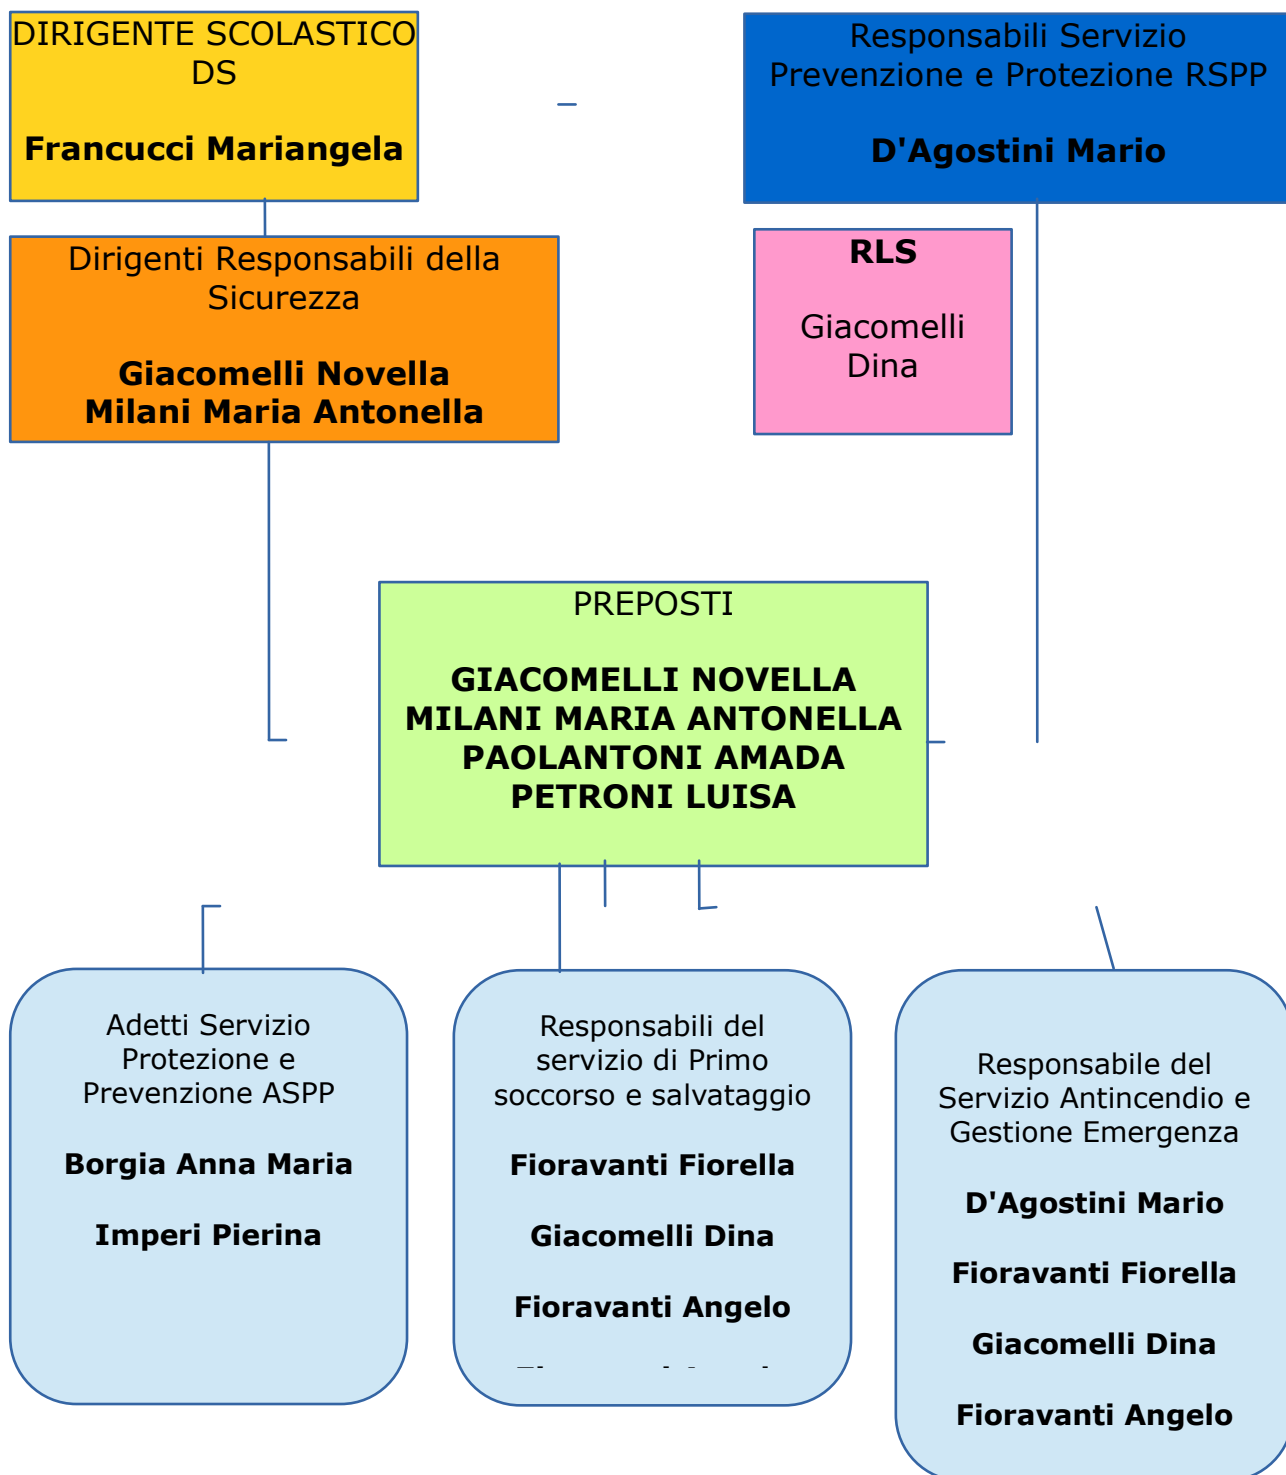 DIRIGENTE SCOLASTICO
DS
Francucci Mariangela
Responsabili Servizio
Prevenzione e Protezione RSPP
D'Agostini Mario
Dirigenti Responsabili della
Sicurezza
Giacomelli Novella
Milani Maria Antonella
RLS
Giacomelli
Dina
PREPOSTI
GIACOMELLI NOVELLA
MILANI MARIA ANTONELLA
PAOLANTONI AMADA
PETRONI LUISA
Adetti Servizio
Protezione e
Prevenzione ASPP
Borgia Anna Maria
Imperi Pierina
Responsabili del
servizio di Primo
soccorso e salvataggio
Fioravanti Fiorella
Giacomelli Dina
Fioravanti Angelo
Responsabile del
Servizio Antincendio e
Gestione Emergenza
D'Agostini Mario
Fioravanti Fiorella
Giacomelli Dina
Fioravanti Angelo